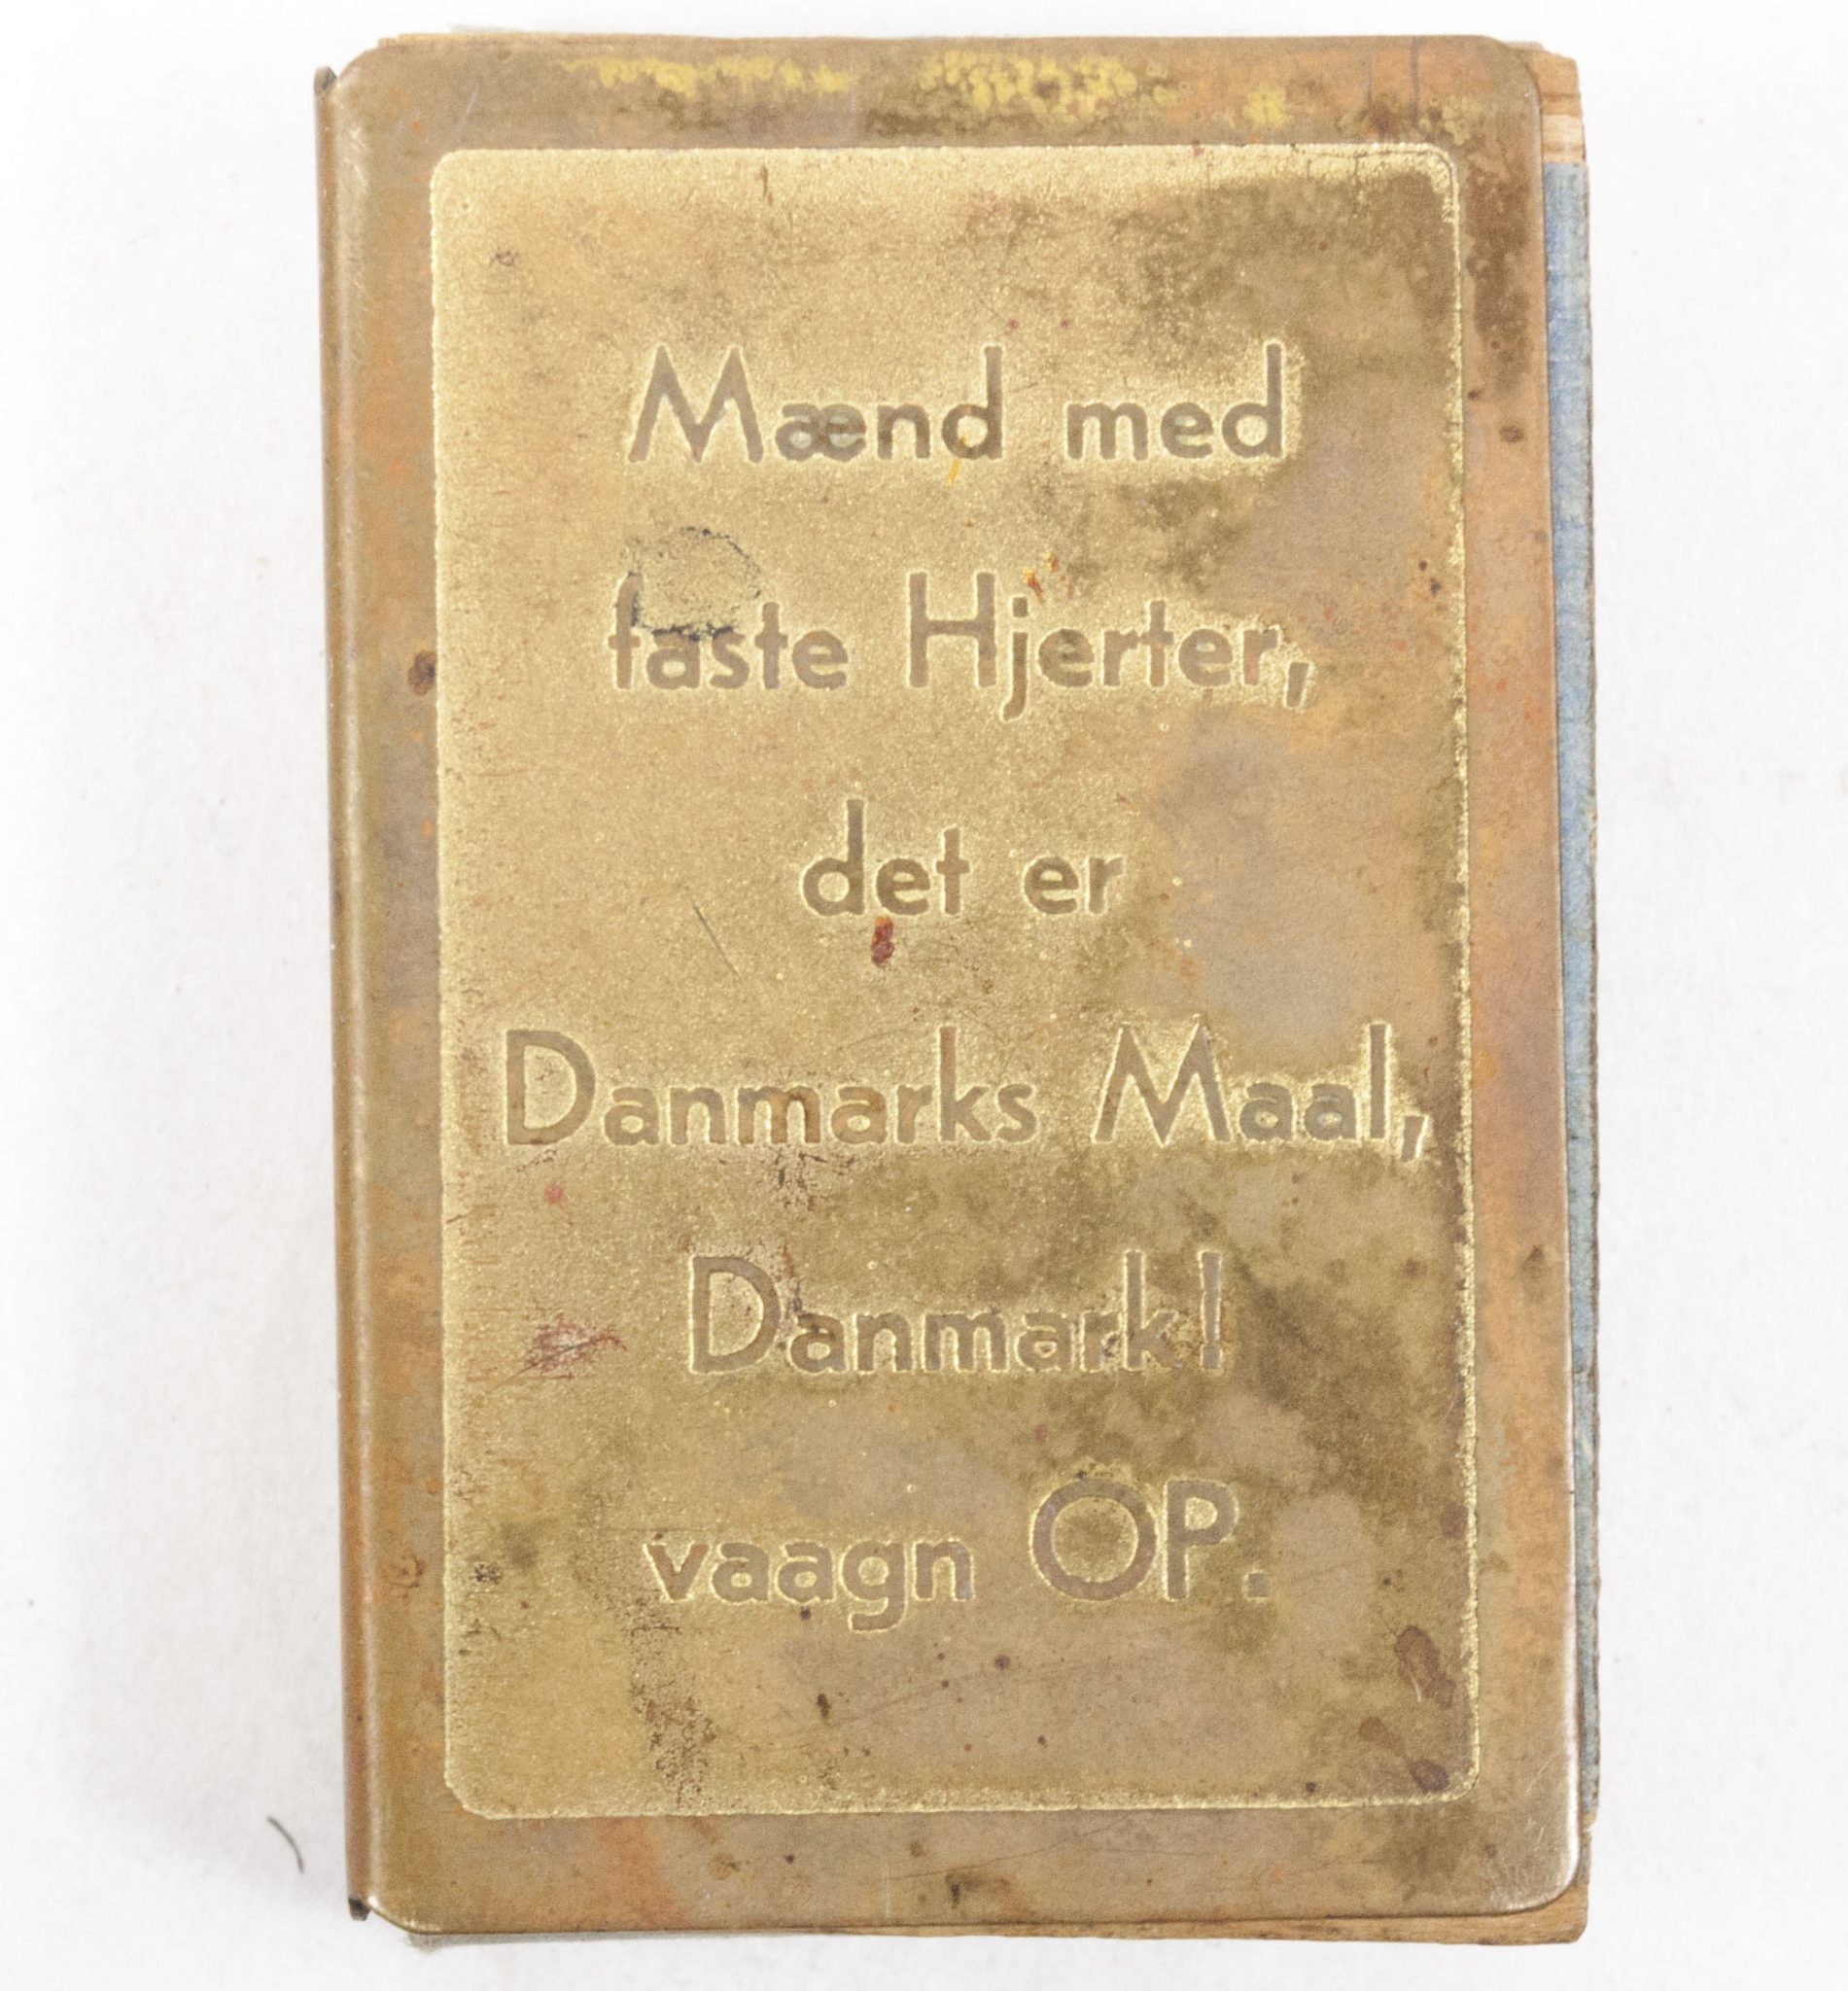 Mænd med
faste Hjerter,
det er
Danmarks Maal,
Danmark!
vaagn OP.